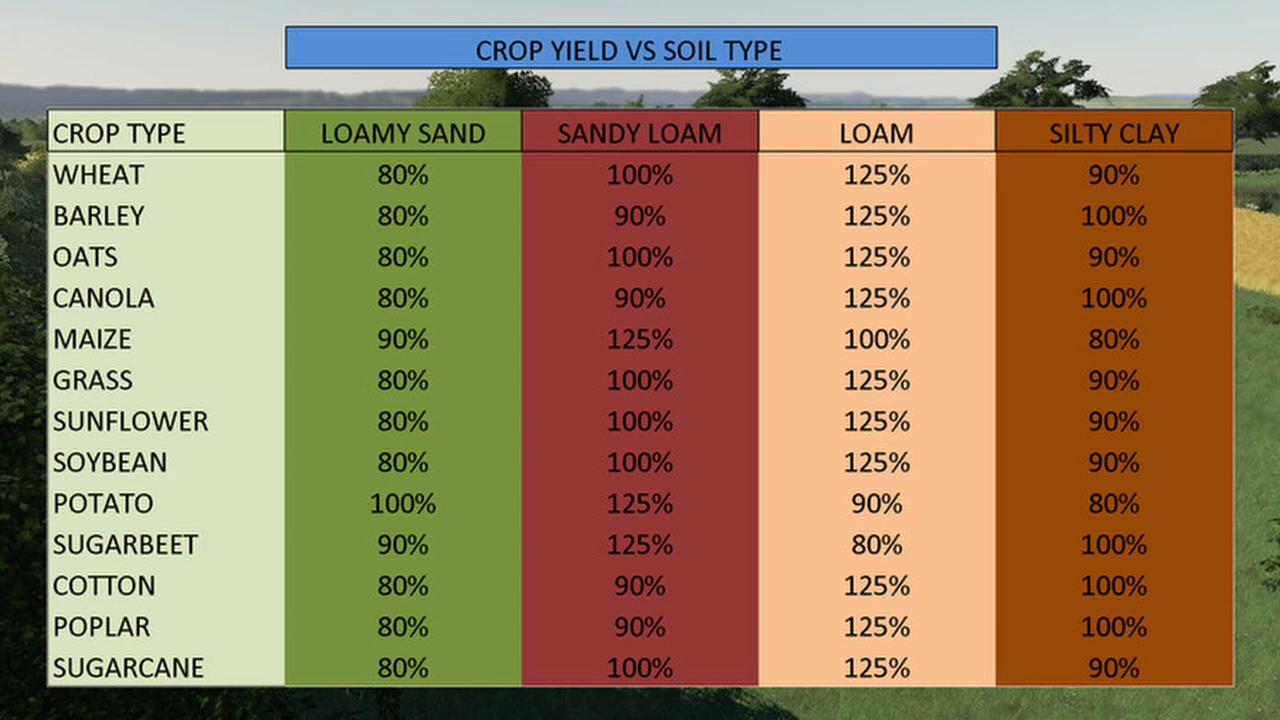 CROP YIELD VS SOIL TYPE
CROP TYPE LOAMY SAND SANDY LOAM LOAM SILTY CLAY
WHEAT 80% 100% 125% 90%
BARLEY 80% 90% 125% 100%
OATS 80% 100% 125% 90%
CANOLA 80% 90% 125% 100%
MAIZE 90% 125% 100% 80%
GRASS 80% 100% 125% 90%
SUNFLOWER 80% 100% 125% 90%
SOYBEAN 80% 100% 125% 90%
POTATO 100% 125% 90% 80%
SUGARBEET 90% 125% 80% 100%
COTTON 80% 90% 125% 100%
POPLAR 80% 90% 125% 100%
SUGARCANE 80% 100% 125% 90%